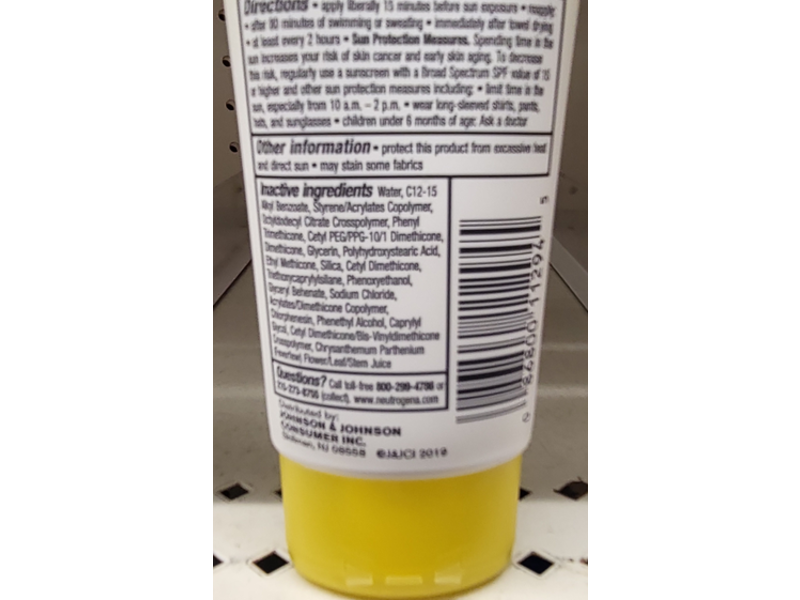 Directions • apply liberally 15 minutes before sun exposure • reapply:
• after 80 minutes of swimming or sweating • immediately after towel drying
• at least every 2 hours • Sun Protection Measures. Spending time in the
sun increases your risk of skin cancer and early skin aging. To decrease
this risk, regularly use a sunscreen with a Broad Spectrum SPF value of 15
or higher and other sun protection measures including: • limit time in the
sun, especially from 10 a.m. – 2 p.m. • wear long-sleeved shirts, pants,
hats, and sunglasses • children under 6 months of age: Ask a doctor
Other information • protect this product from excessive heat
and direct sun • may stain some fabrics
Inactive ingredients Water, C12-15
Alkyl Benzoate, Styrene/Acrylates Copolymer,
Octyldodecyl Citrate Crosspolymer, Phenyl
Trimethicone, Cetyl PEG/PPG-10/1 Dimethicone,
Dimethicone, Glycerin, Polyhydroxystearic Acid,
Ethyl Methicone, Silica, Cetyl Dimethicone,
Triethoxycaprylylsilane, Phenoxyethanol,
Glyceryl Behenate, Sodium Chloride,
Acrylates/Dimethicone Copolymer,
Chlorphenesin, Phenethyl Alcohol, Caprylyl
Glycol, Cetyl Dimethicone/Bis-Vinyldimethicone
Crosspolymer, Chrysanthemum Parthenium
(Feverfew) Flower/Leaf/Stem Juice
Questions? Call toll-free 800-299-4786 or
215-273-8755 (collect). www.neutrogena.com
Distributed by:
JOHNSON & JOHNSON
CONSUMER INC.
Skillman, NJ 08558 ©J&JCI 2019
0 86800 11294 5